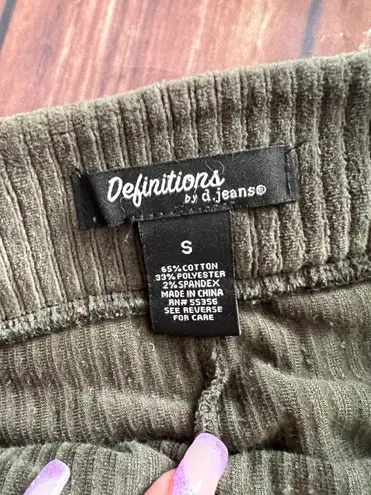 Definitions
by d.jeans®
S
65% COTTON
33% POLYESTER
2% SPANDEX
MADE IN CHINA
RN# 55356
SEE REVERSE
FOR CARE